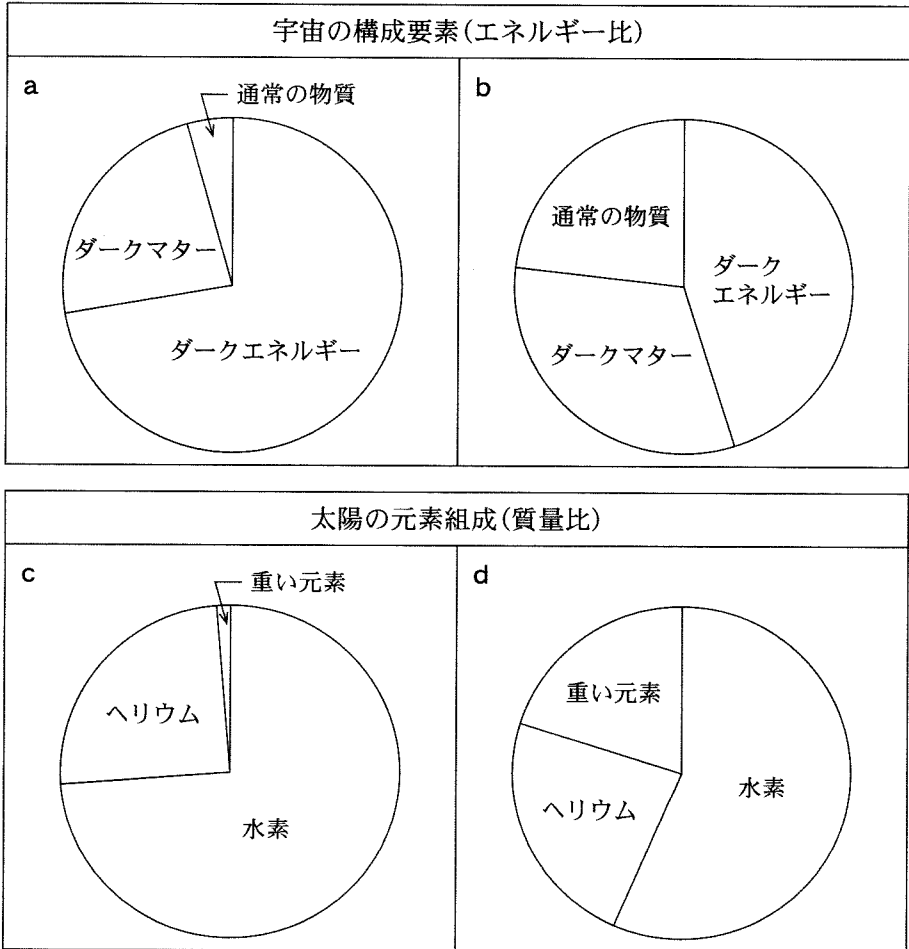 宇宙の構成要素(エネルギー比)
a
通常の物質
ダークマター
ダークエネルギー
b
通常の物質
ダーク
エネルギー
ダークマター
太陽の元素組成(質量比)
c
重い元素
ヘリウム
水素
d
重い元素
ヘリウム
水素